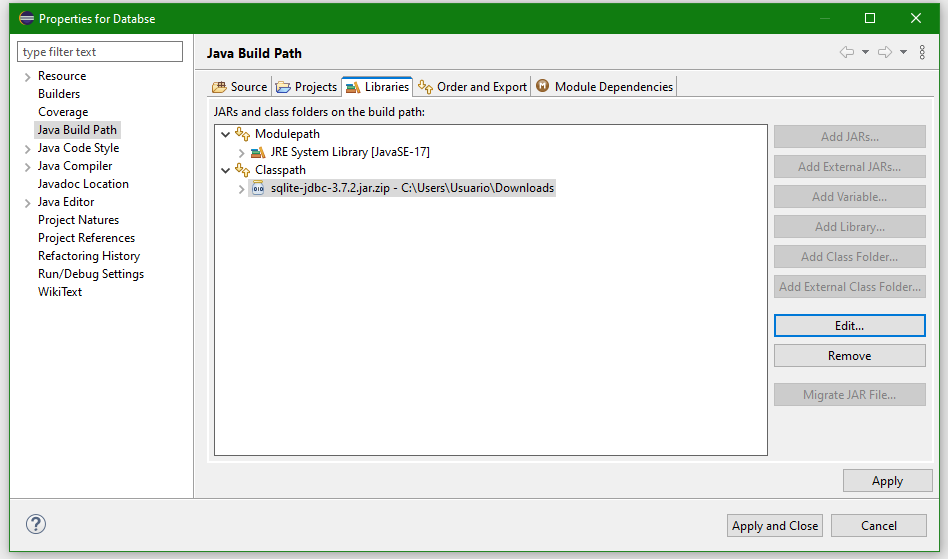 Properties for Databse
type filter text
Resource
Builders
Coverage
Java Build Path
Java Code Style
Java Compiler
Javadoc Location
Java Editor
Project Natures
Project References
Refactoring History
Run/Debug Settings
WikiText
Java Build Path
Source Projects Libraries Order and Export Module Dependencies
JARs and class folders on the build path:
Modulepath
JRE System Library [JavaSE-17]
Classpath
sqlite-jdbc-3.7.2.jar.zip - C:\Users\Usuario\Downloads
Add JARs...
Add External JARs...
Add Variable...
Add Library...
Add Class Folder...
Add External Class Folder...
Edit...
Remove
Migrate JAR File...
Apply
Apply and Close Cancel